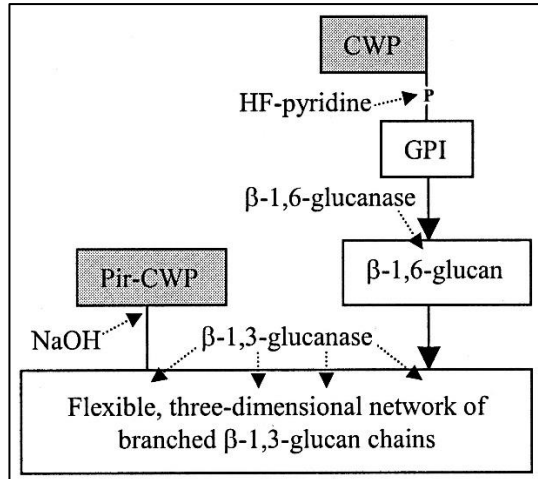 CWP
HF-pyridine
P
GPI
β-1,6-glucanase
β-1,6-glucan
Pir-CWP
NaOH
β-1,3-glucanase
Flexible, three-dimensional network of
branched β-1,3-glucan chains